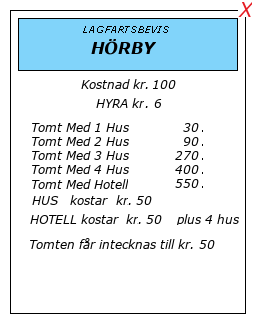 X
LAGFARTSBEVIS
HÖRBY
Kostnad kr. 100
HYRA kr. 6
Tomt Med 1 Hus 30.
Tomt Med 2 Hus 90.
Tomt Med 3 Hus 270.
Tomt Med 4 Hus 400.
Tomt Med Hotell 550.
HUS kostar kr. 50
HOTELL kostar kr. 50 plus 4 hus
Tomten får intecknas till kr. 50